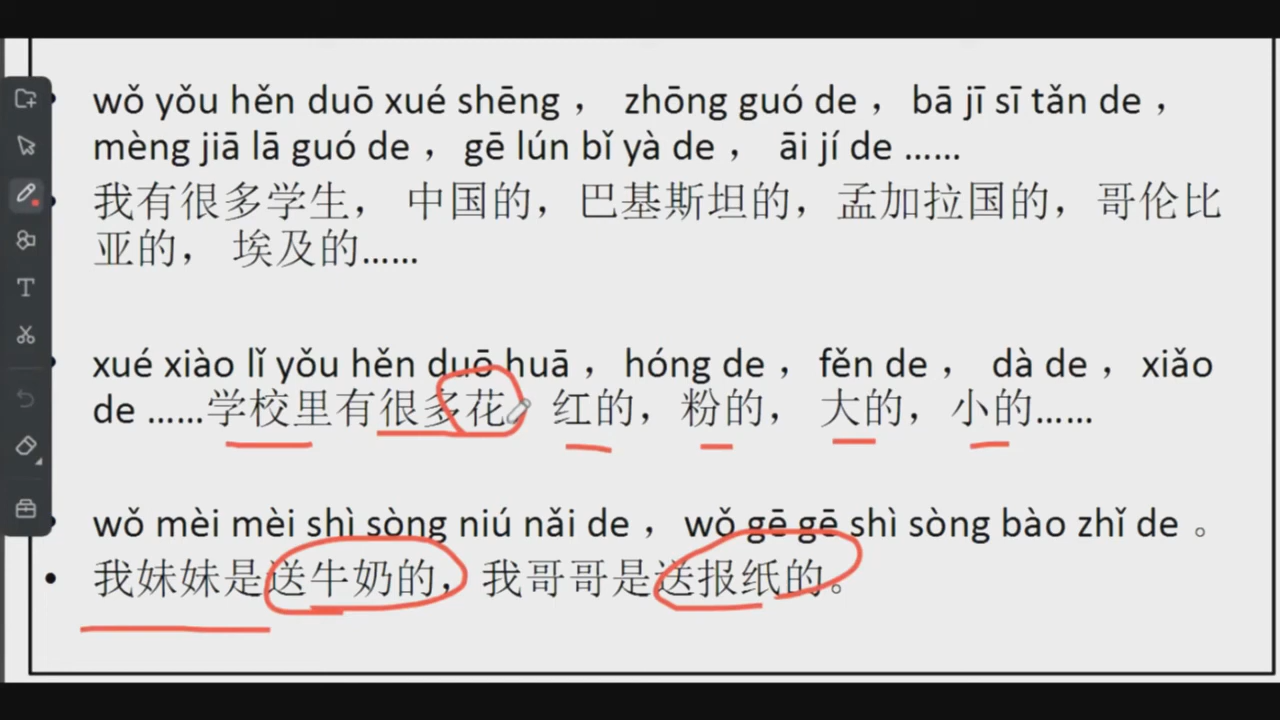 wǒ yǒu hěn duō xué shēng ， zhōng guó de ， bā jī sī tǎn de ，
mèng jiā lā guó de ， gē lún bǐ yà de ， āi jí de ……
我有很多学生， 中国的，巴基斯坦的，孟加拉国的，哥伦比
亚的， 埃及的……
xué xiào lǐ yǒu hěn duō huā ， hóng de ， fěn de ， dà de ， xiǎo
de ……学校里有很多花 红的，粉的， 大的，小的……
wǒ mèi mèi shì sòng niú nǎi de ， wǒ gē gē shì sòng bào zhǐ de 。
我妹妹是送牛奶的，我哥哥是送报纸的。